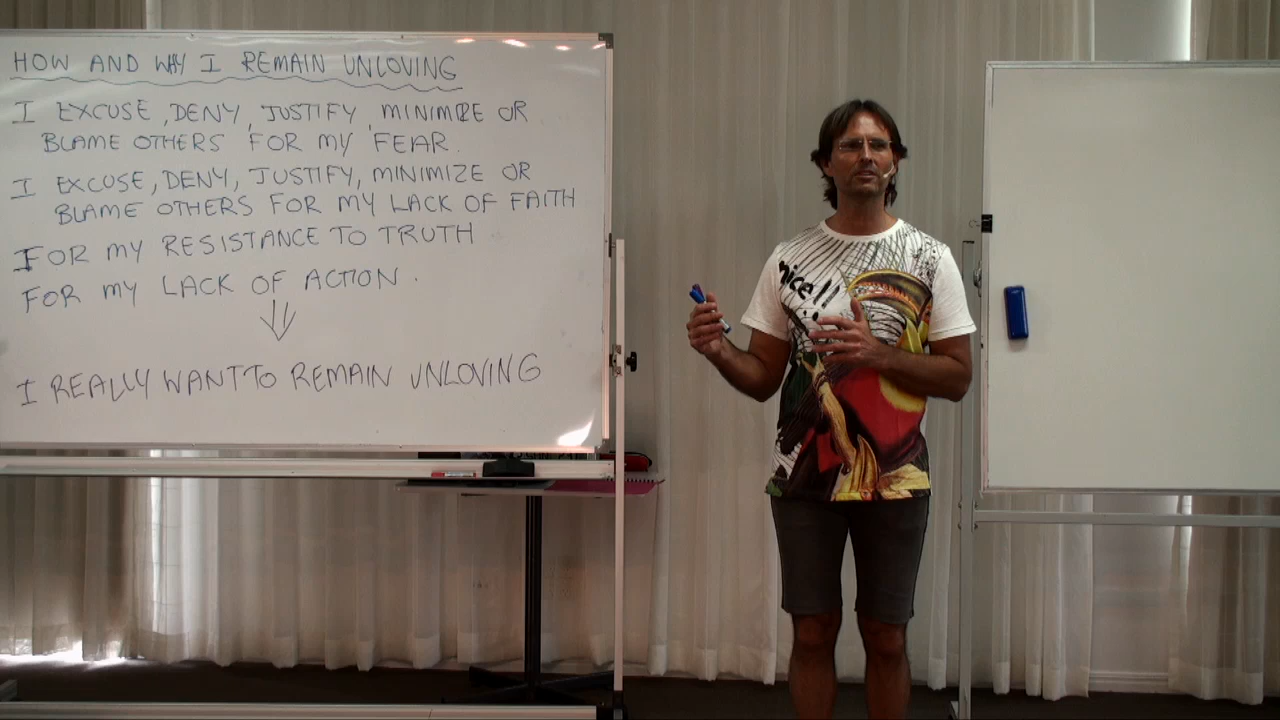 HOW AND WHY I REMAIN UNLOVING
I EXCUSE, DENY, JUSTIFY, MINIMIZE OR
BLAME OTHERS FOR MY FEAR.
I EXCUSE, DENY, JUSTIFY, MINIMIZE OR
BLAME OTHERS FOR MY LACK OF FAITH
FOR MY RESISTANCE TO TRUTH
FOR MY LACK OF ACTION.
I REALLY WANT TO REMAIN UNLOVING
nice!!